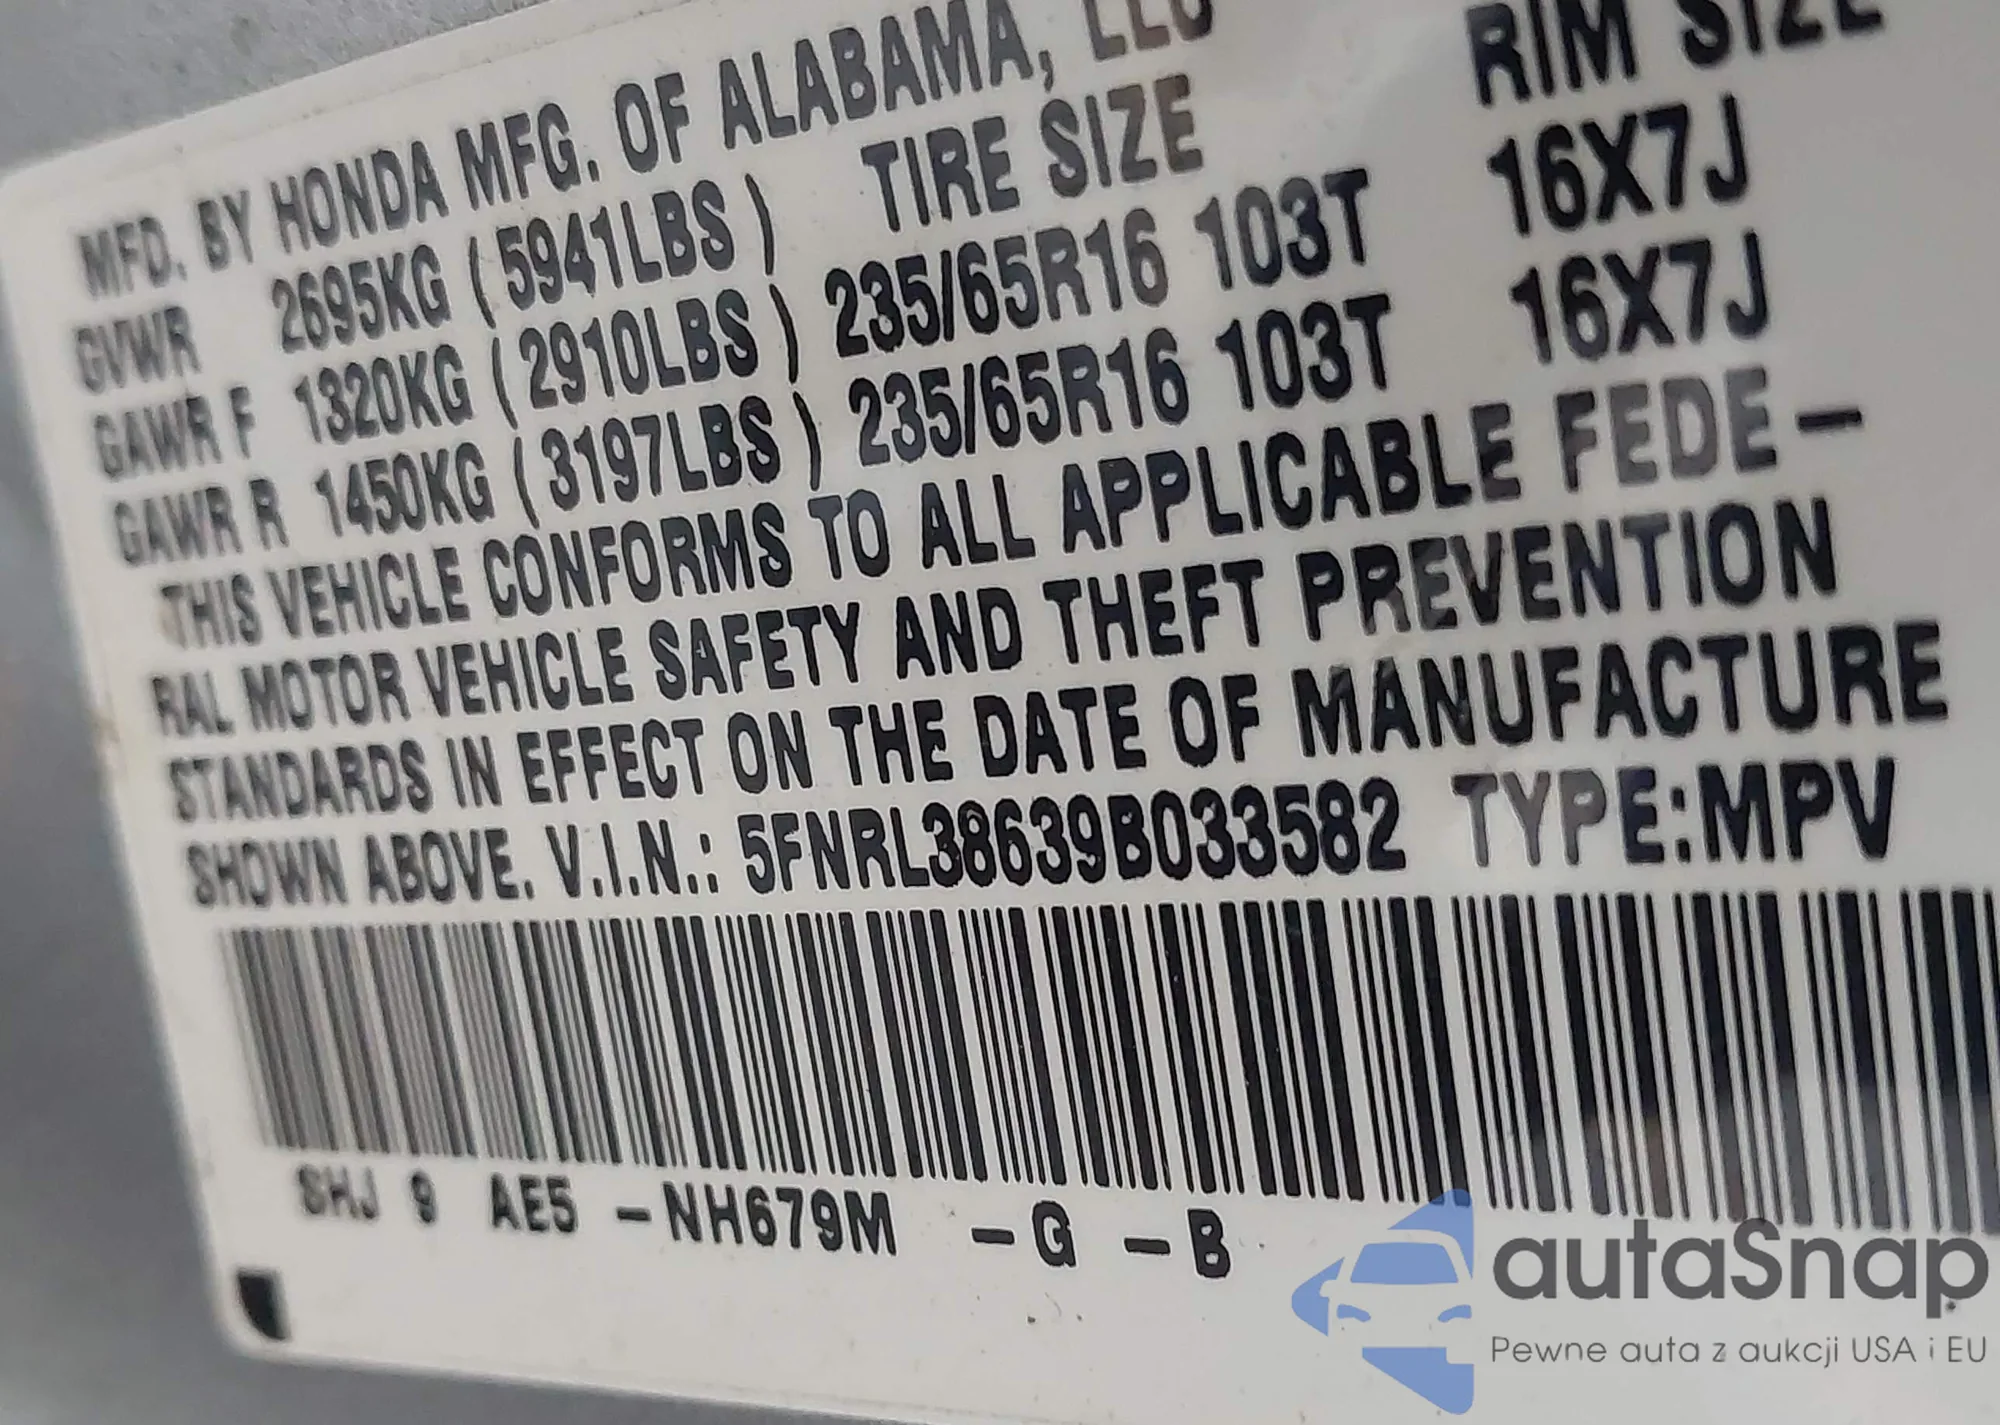 MFD. BY HONDA MFG. OF ALABAMA, LLC RIM SIZE
GVWR 2695KG ( 5941LBS ) TIRE SIZE
GAWR F 1320KG ( 2910LBS ) 235/65R16 103T 16X7J
GAWR R 1450KG ( 3197LBS ) 235/65R16 103T 16X7J
THIS VEHICLE CONFORMS TO ALL APPLICABLE FEDE-
RAL MOTOR VEHICLE SAFETY AND THEFT PREVENTION
STANDARDS IN EFFECT ON THE DATE OF MANUFACTURE
SHOWN ABOVE. V.I.N.: 5FNRL38639B033582 TYPE:MPV
SHJ 9 AE5 -NH679M -G -B
autaSnap
Pewne auta z aukcji USA i EU